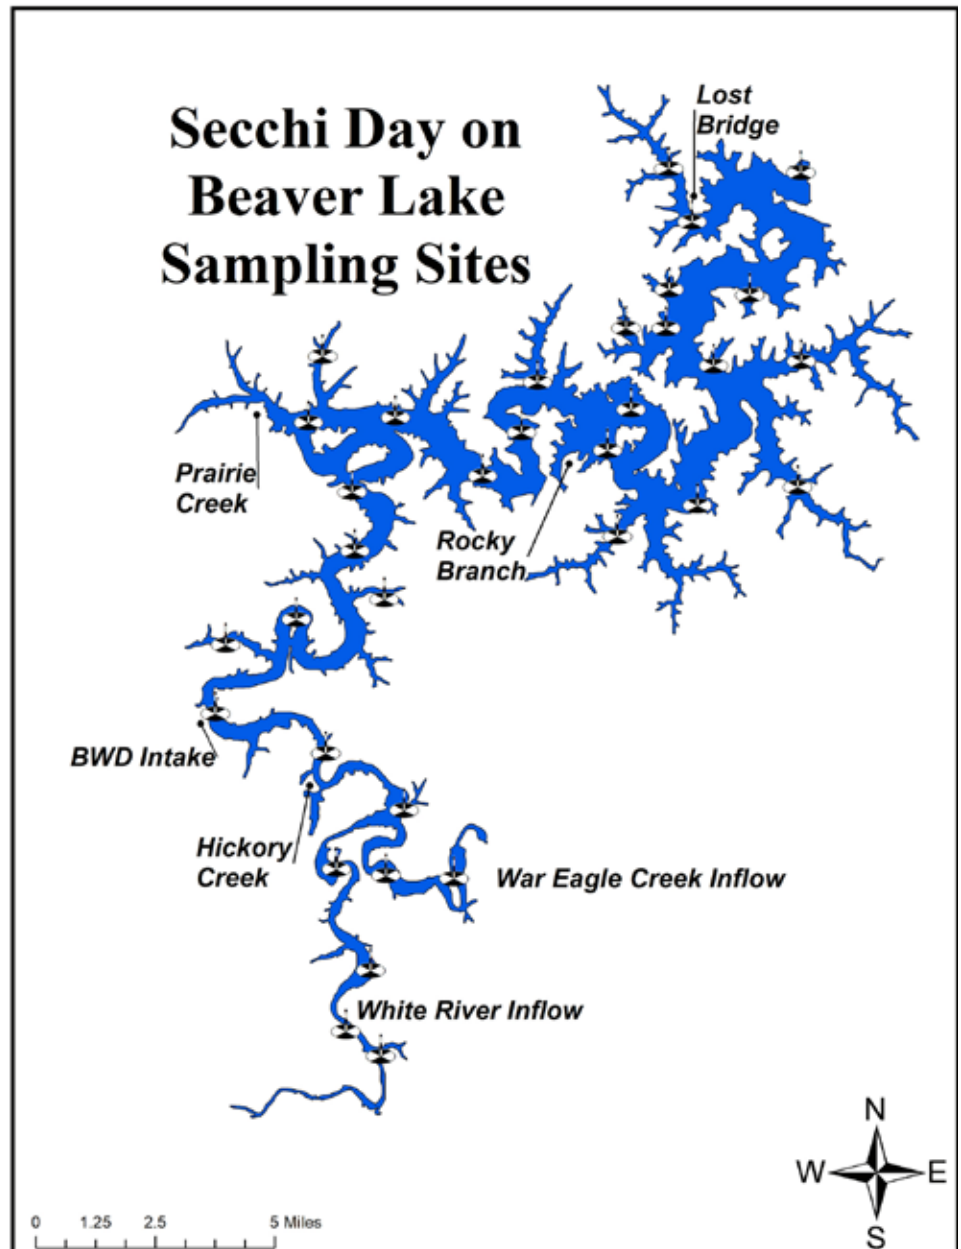 Secchi Day on
Beaver Lake
Sampling Sites
Lost
Bridge
Prairie
Creek
Rocky
Branch
BWD Intake
Hickory
Creek
War Eagle Creek Inflow
White River Inflow
N
W E
S
0 1.25 2.5 5 Miles